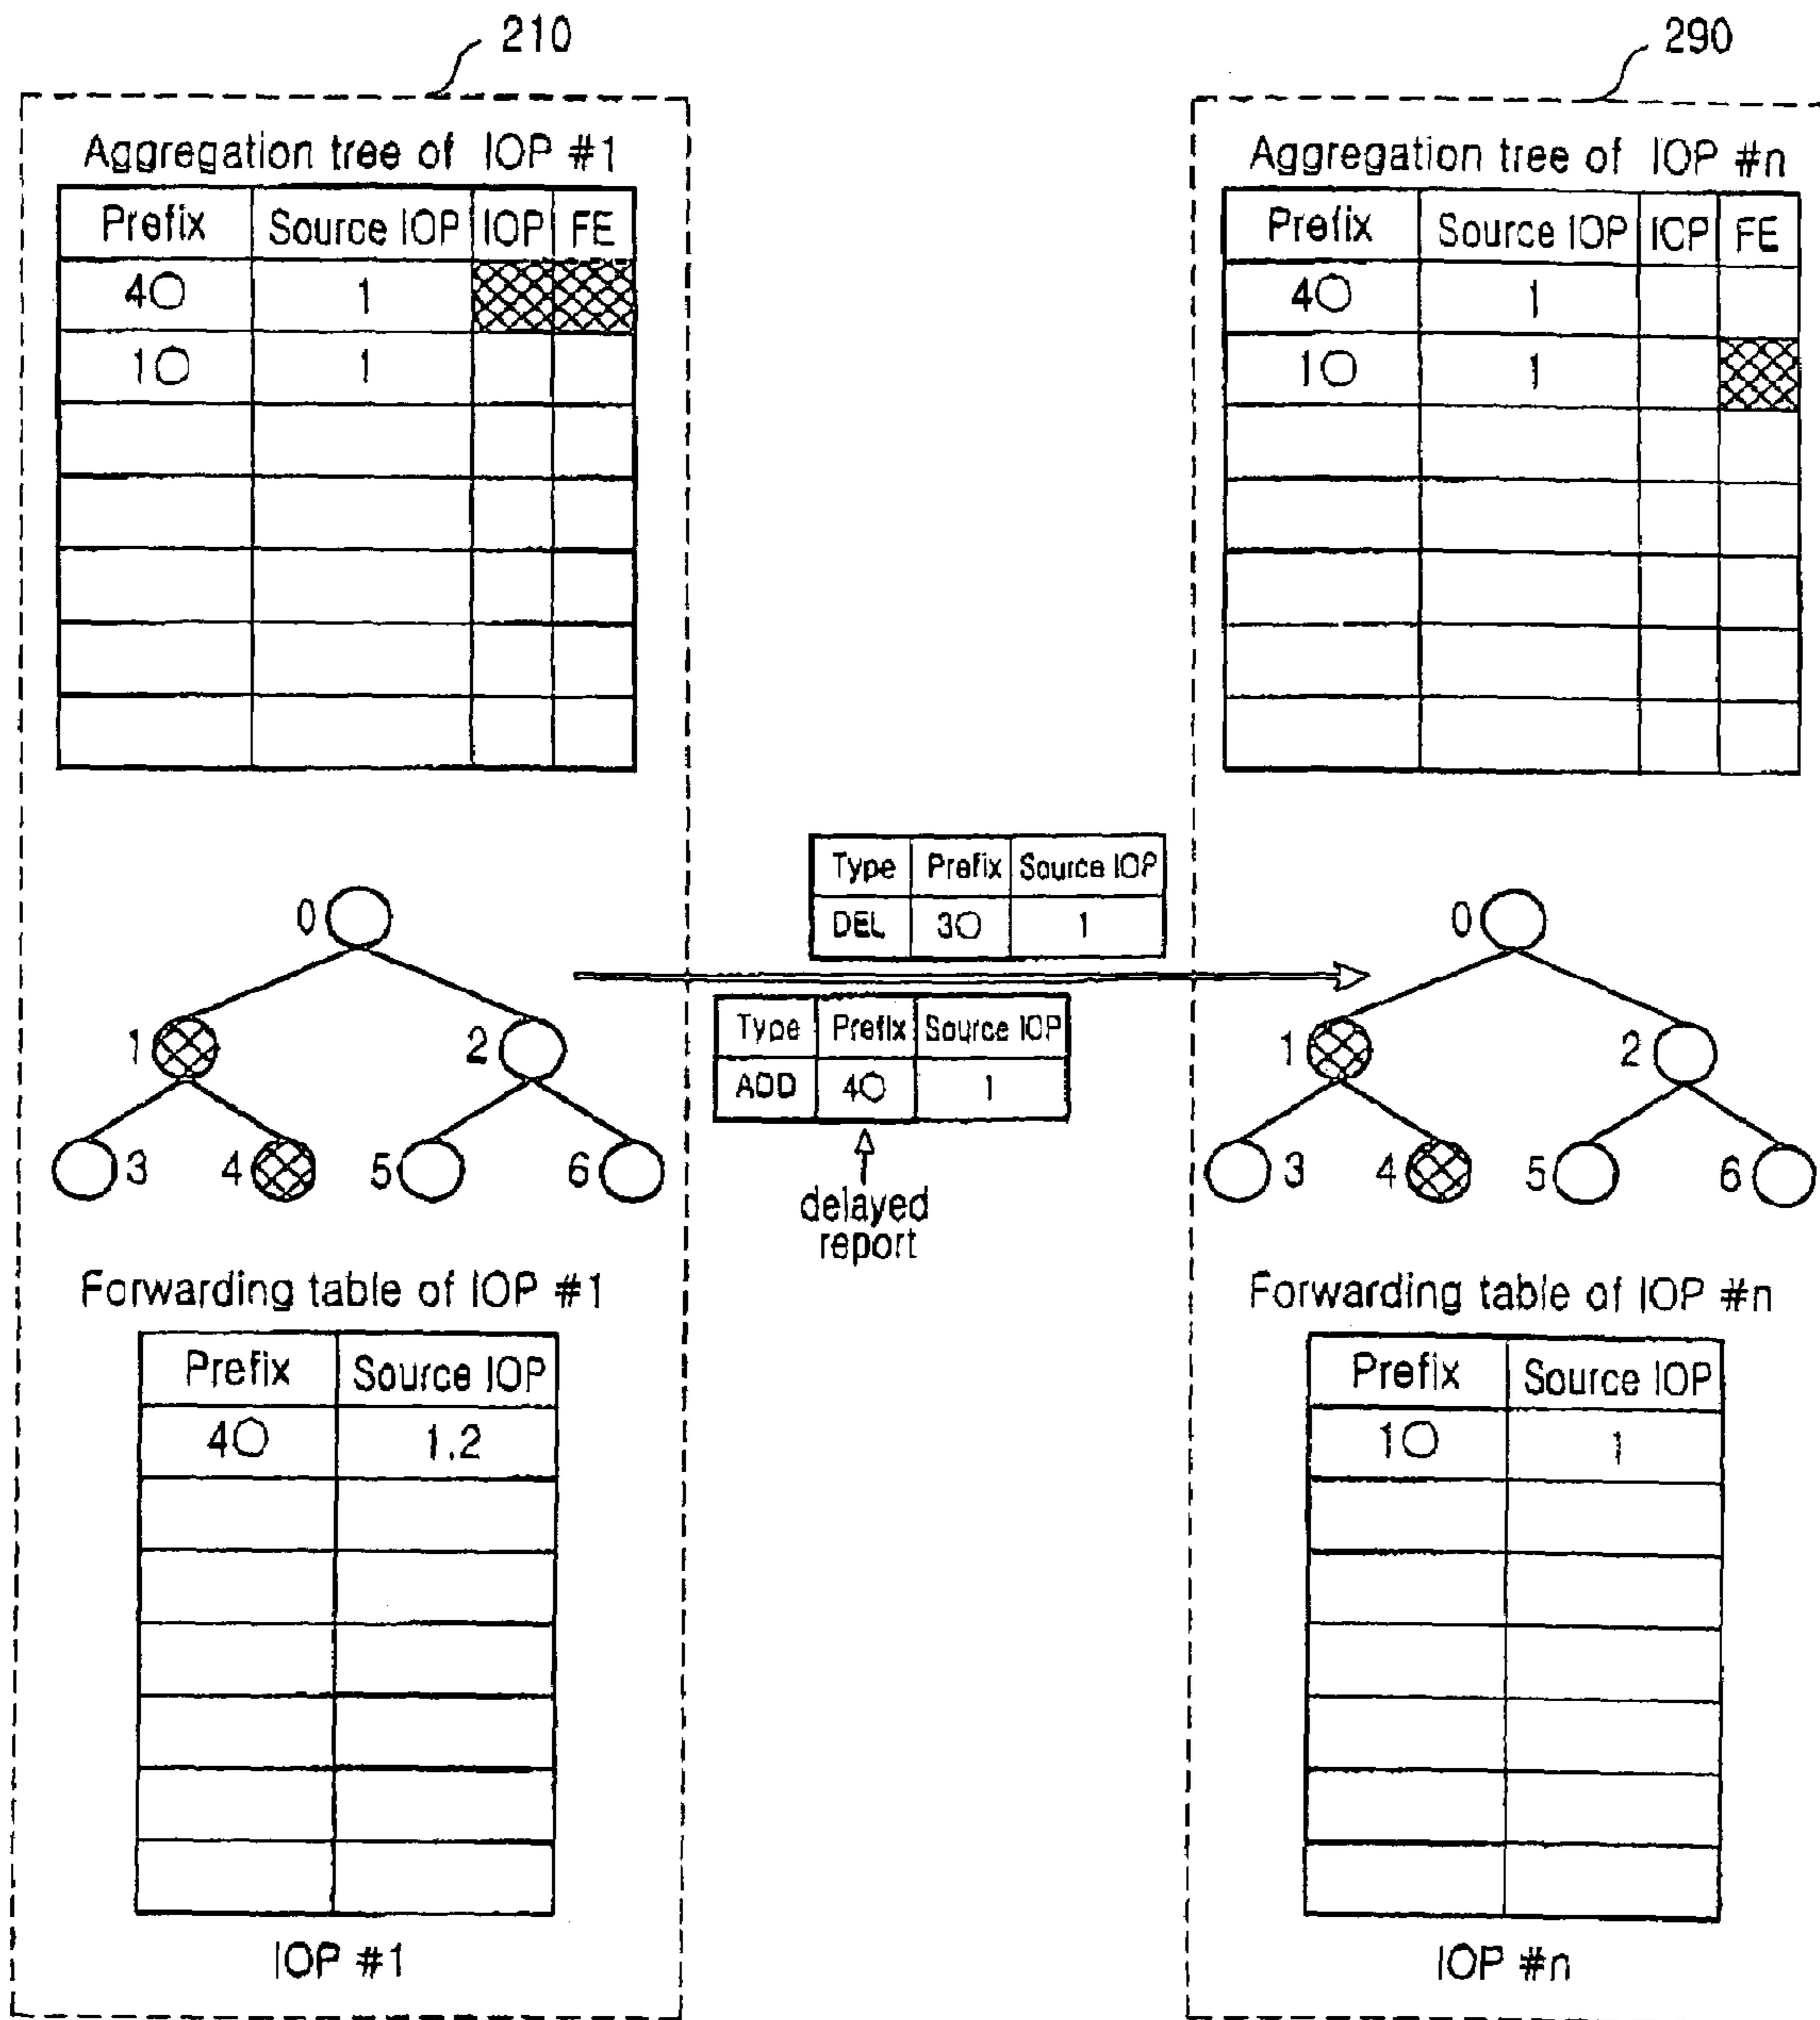 210
Aggregation tree of IOP #1
Prefix Source IOP IOP FE
4○ 1
1○ 1
0
1 2
3 4 5 6
Forwarding table of IOP #1
Prefix Source IOP
4○ 1.2
IOP #1
Type Prefix Source IOP
DEL 3○ 1
Type Prefix Source IOP
ADD 4○ 1
delayed
report
290
Aggregation tree of IOP #n
Prefix Source IOP ICP FE
4○ 1
1○ 1
0
1 2
3 4 5 6
Forwarding table of IOP #n
Prefix Source IOP
1○ 1
IOP #n